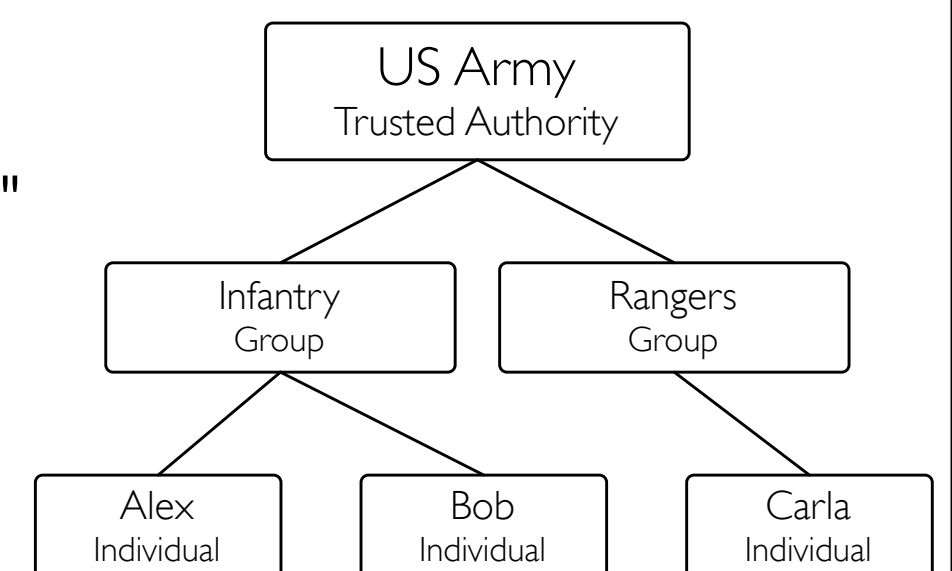 US Army
Trusted Authority
"
Infantry
Group
Rangers
Group
Alex
Individual
Bob
Individual
Carla
Individual